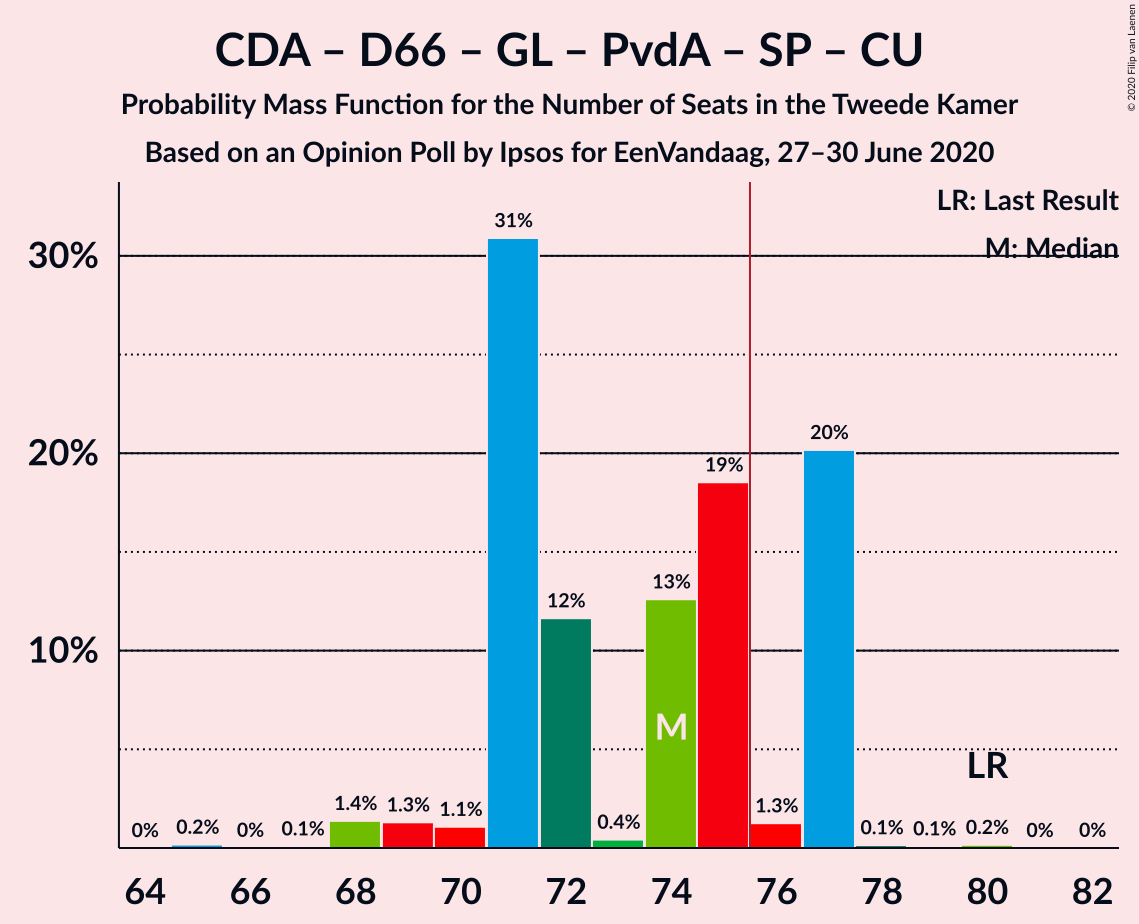 CDA – D66 – GL – PvdA – SP – CU
Probability Mass Function for the Number of Seats in the Tweede Kamer
Based on an Opinion Poll by Ipsos for EenVandaag, 27–30 June 2020
© 2020 Filip van Laenen
LR: Last Result
M: Median
30%
20%
10%
0%
0.2%
0%
0.1%
1.4%
1.3%
1.1%
31%
12%
0.4%
13%
19%
1.3%
20%
0.1%
0.1%
0.2%
0%
0%
M
LR
64 66 68 70 72 74 76 78 80 82